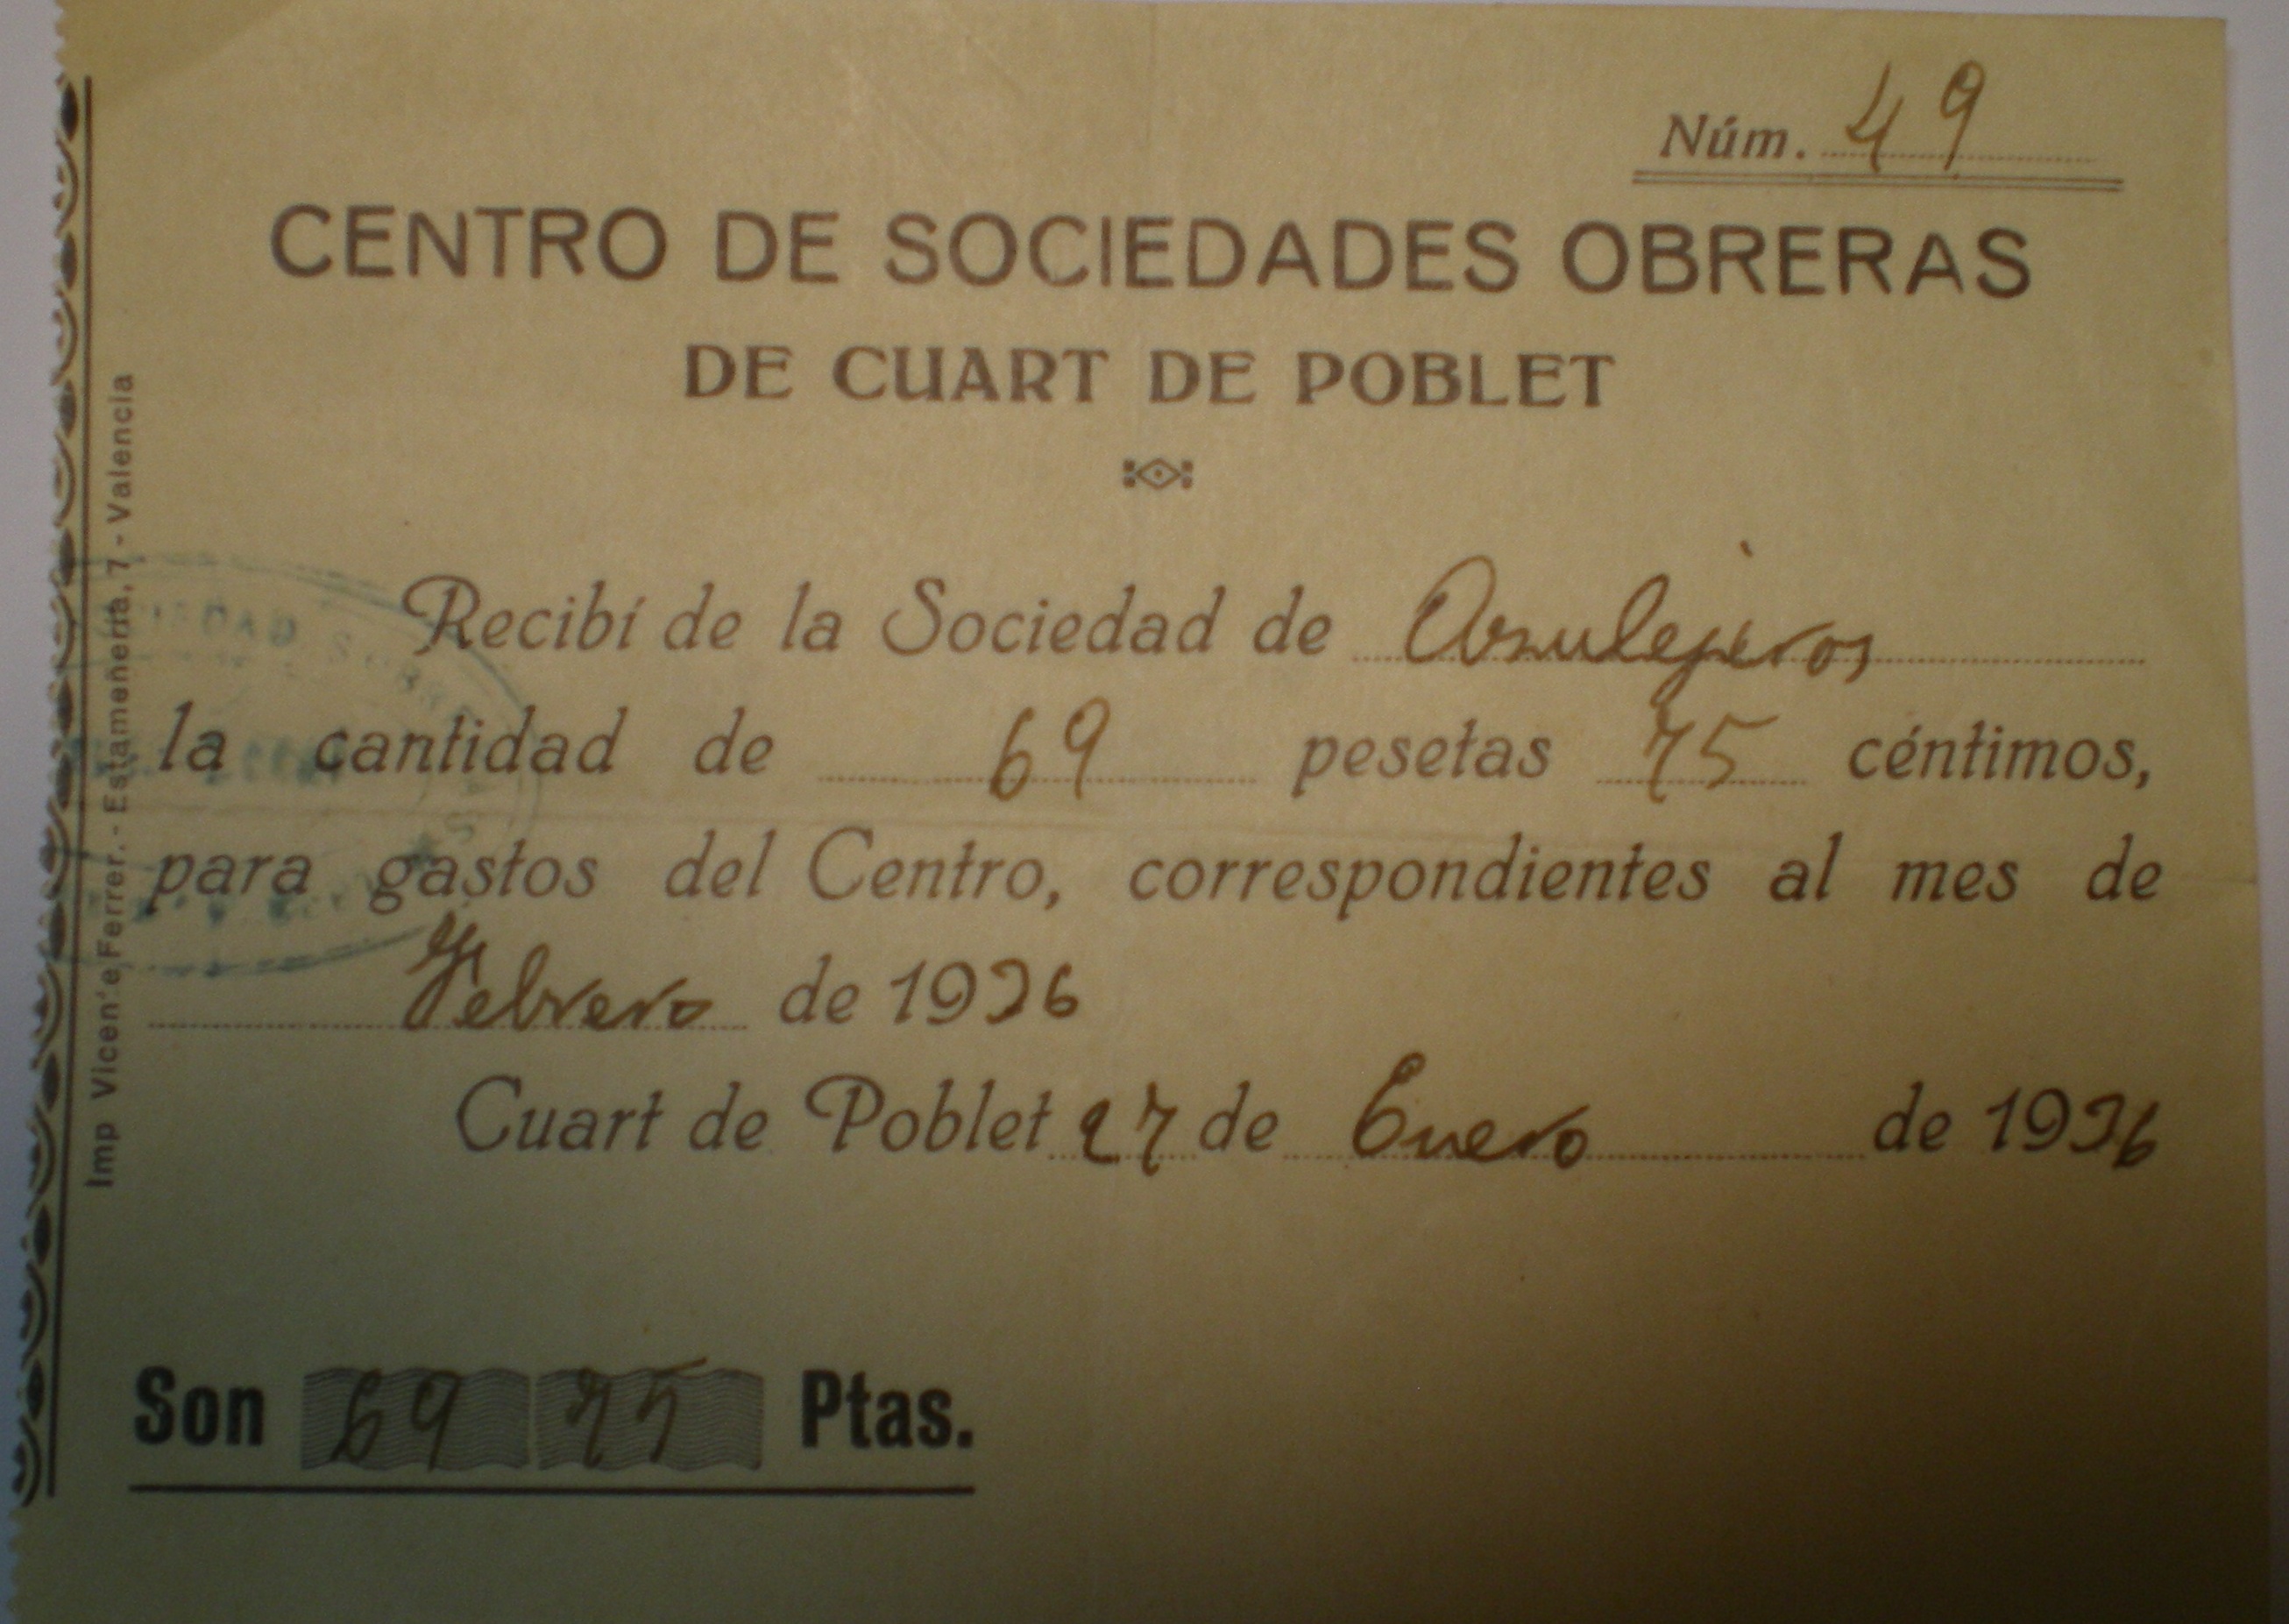 Núm. 49
CENTRO DE SOCIEDADES OBRERAS
DE CUART DE POBLET
Recibí de la Sociedad de Azulejeros
la cantidad de 69 pesetas 75 céntimos,
para gastos del Centro, correspondientes al mes de
Febrero de 1936
Cuart de Poblet 27 de Enero de 1936
Son 69 75 Ptas.
Imp Vicente Ferrer. - Estameñería, 7 - Valencia